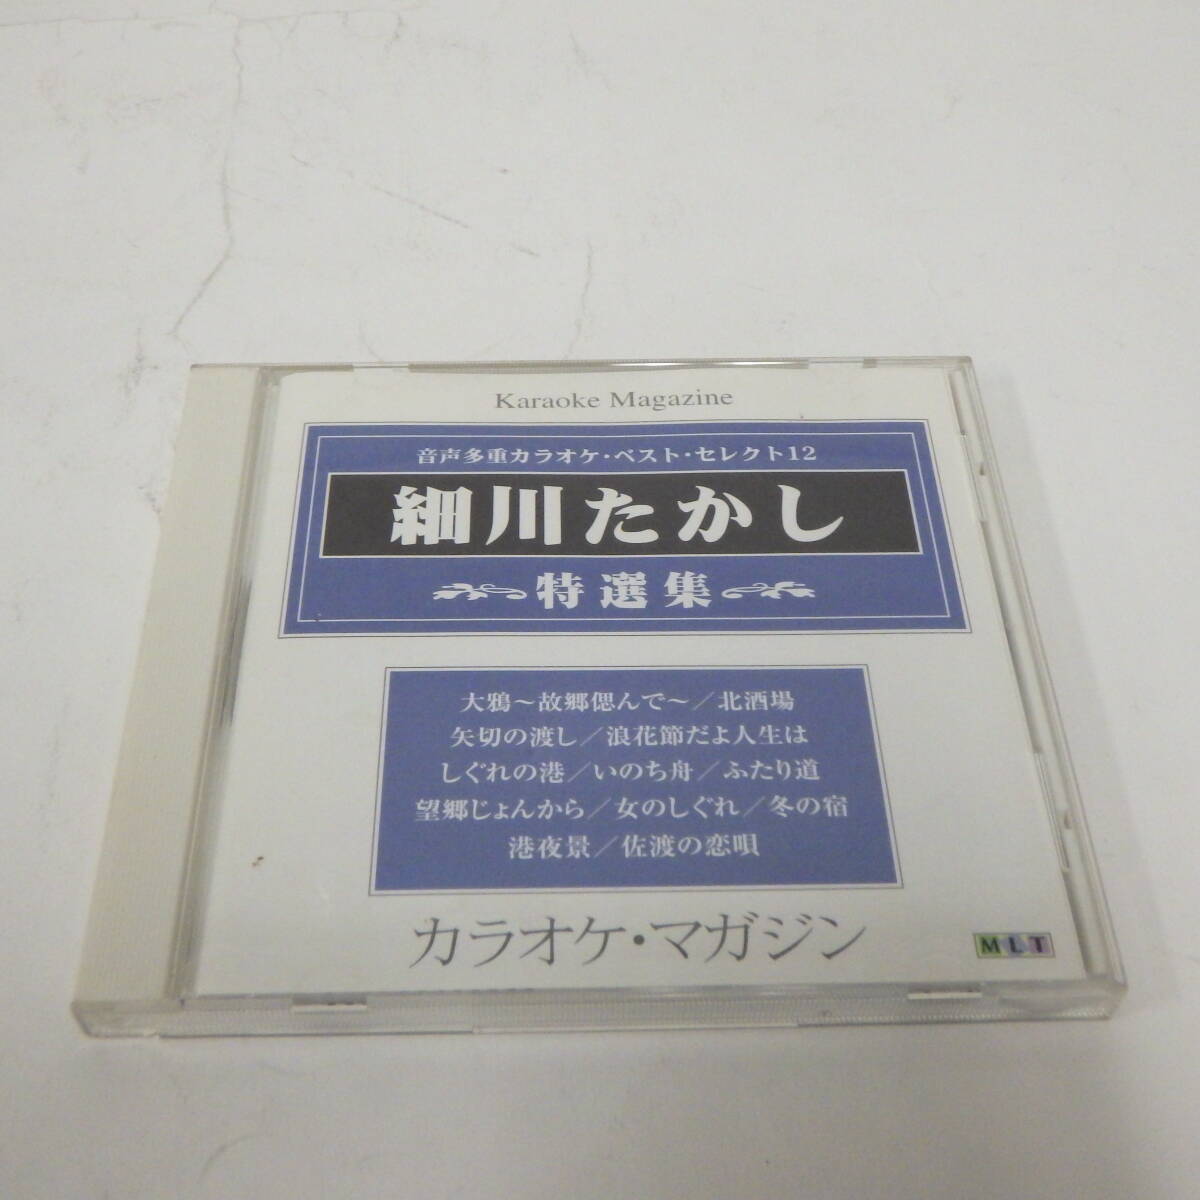 Karaoke Magazine
音声多重カラオケ・ベスト・セレクト12
細川たかし
特選集
大鴉～故郷偲んで～／北酒場
矢切の渡し／浪花節だよ人生は
しぐれの港／いのち舟／ふたり道
望郷じょんから／女のしぐれ／冬の宿
港夜景／佐渡の恋唄
カラオケ・マガジン
MLT